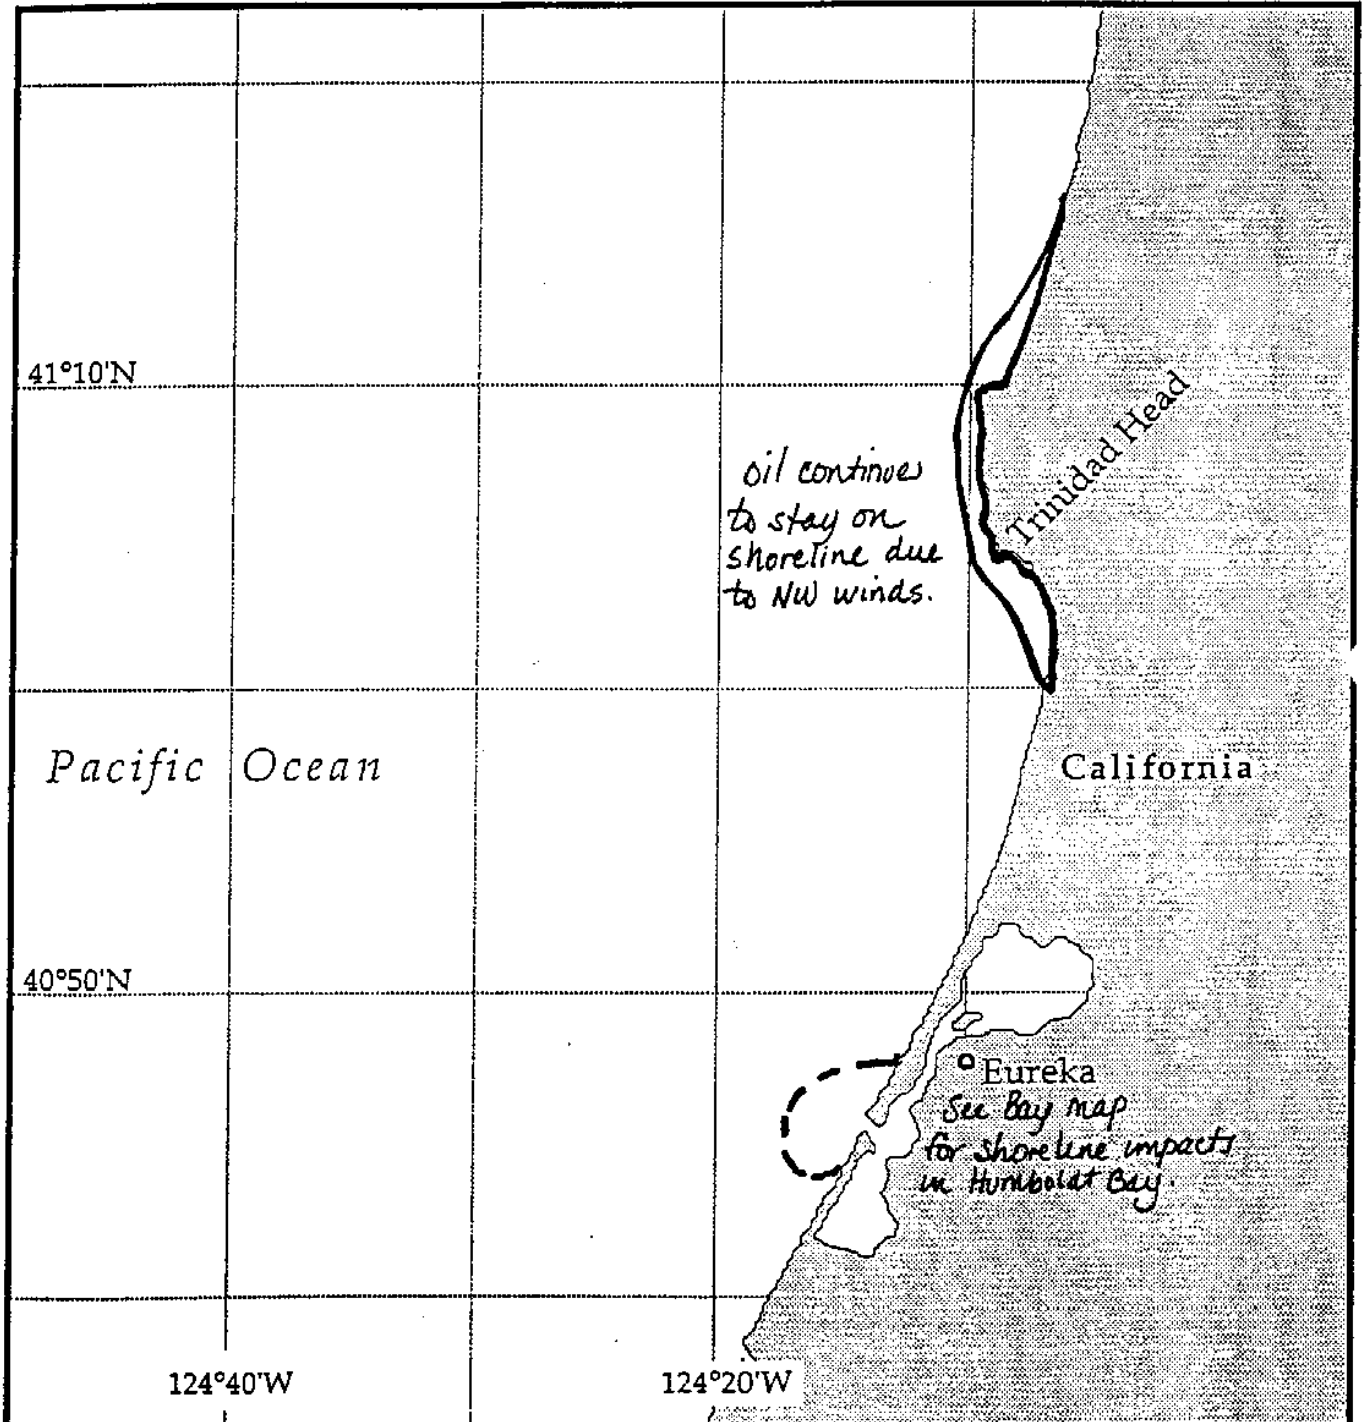 41°10'N
Trinidad Head
oil continues
to stay on
shoreline due
to NW winds.
Pacific Ocean
California
40°50'N
Eureka
See Bay map
for shoreline impacts
in Humboldt Bay.
124°40'W
124°20'W